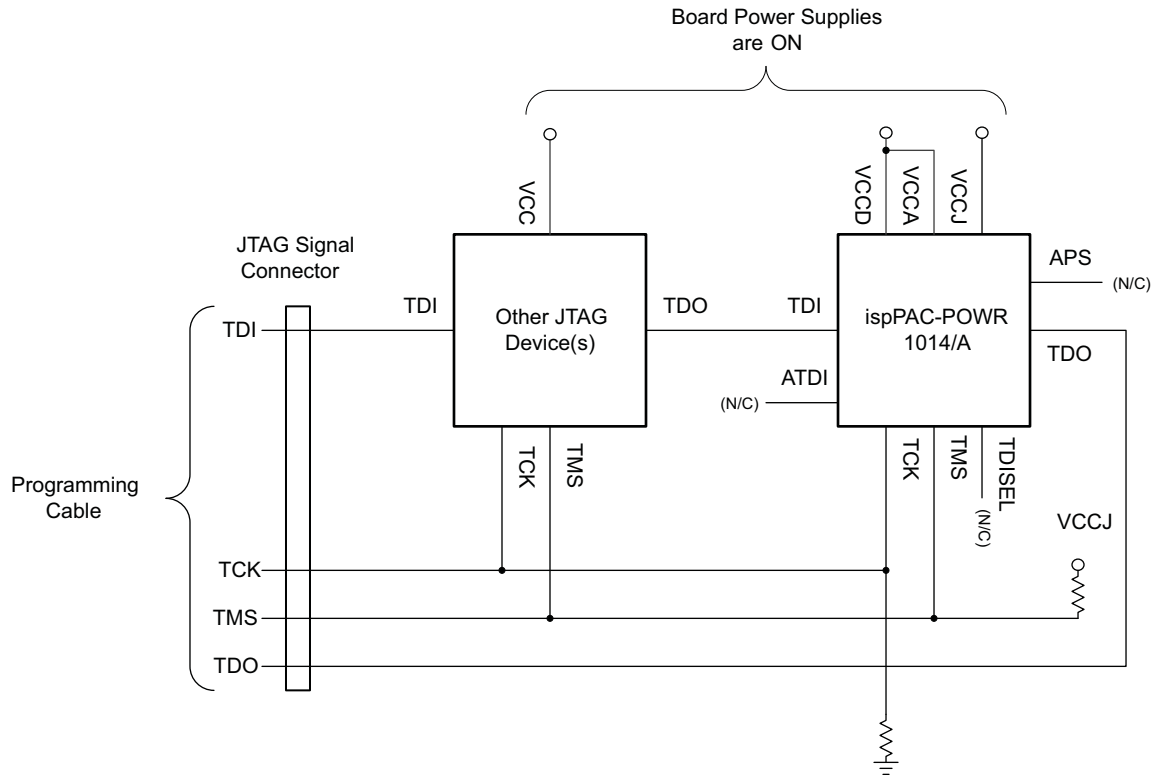 Board Power Supplies
are ON
VCC
VCCD
VCCA
VCCJ
JTAG Signal
Connector
TDI
TDI
Other JTAG
Device(s)
TDO
TDI
ispPAC-POWR
1014/A
APS
(N/C)
TDO
ATDI
(N/C)
TCK
TMS
TCK
TMS
TDISEL
(N/C)
VCCJ
Programming
Cable
TCK
TMS
TDO